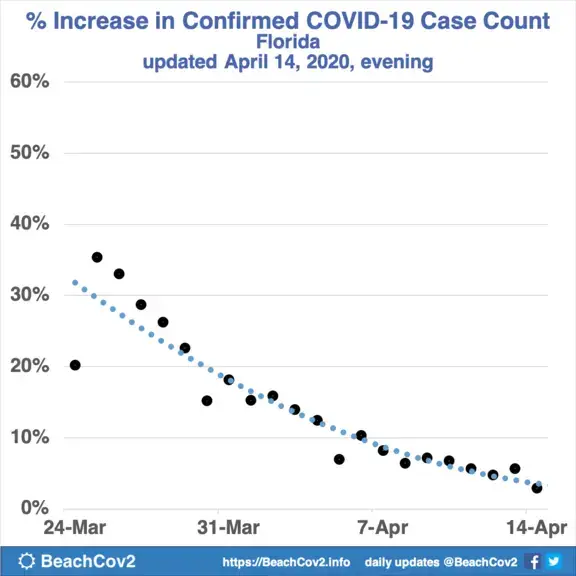 % Increase in Confirmed COVID-19 Case Count
Florida
updated April 14, 2020, evening
60%
50%
40%
30%
20%
10%
0%
24-Mar 31-Mar 7-Apr 14-Apr
BeachCov2 https://BeachCov2.info daily updates @BeachCov2